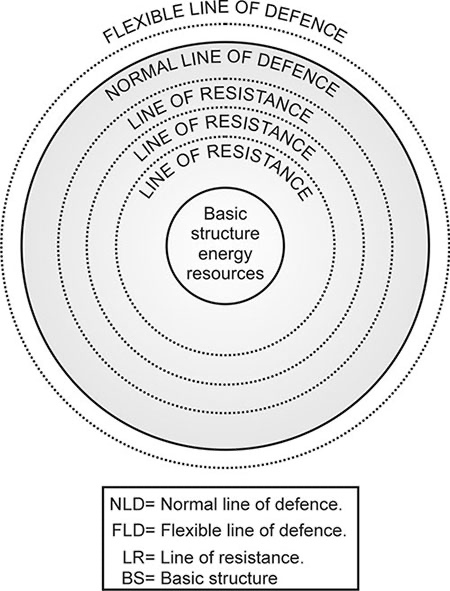 FLEXIBLE LINE OF DEFENCE
NORMAL LINE OF DEFENCE
LINE OF RESISTANCE
LINE OF RESISTANCE
LINE OF RESISTANCE
Basic
structure
energy
resources
NLD= Normal line of defence.
FLD= Flexible line of defence.
LR= Line of resistance.
BS= Basic structure